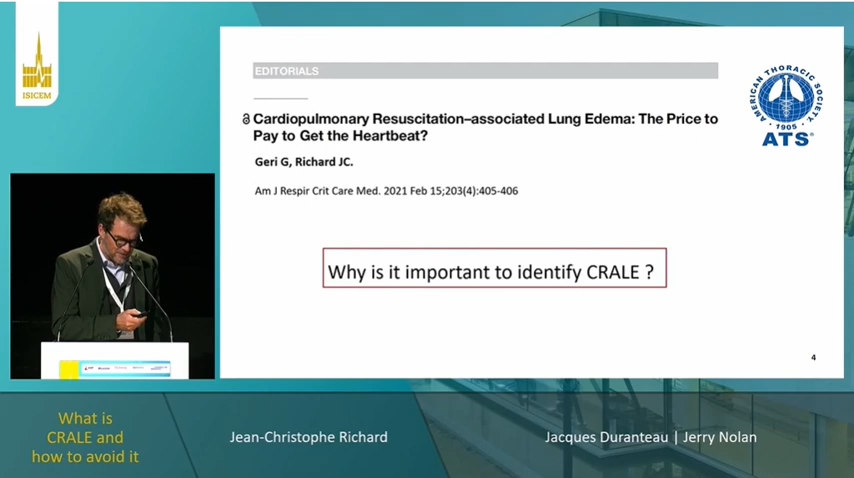 ISICEM
EDITORIALS
Cardiopulmonary Resuscitation–associated Lung Edema: The Price to
Pay to Get the Heartbeat?
Geri G, Richard JC.
Am J Respir Crit Care Med. 2021 Feb 15;203(4):405-406
AMERICAN THORACIC SOCIETY
1905
ATS®
Why is it important to identify CRALE ?
4
What is
CRALE and
how to avoid it
Jean-Christophe Richard
Jacques Duranteau | Jerry Nolan